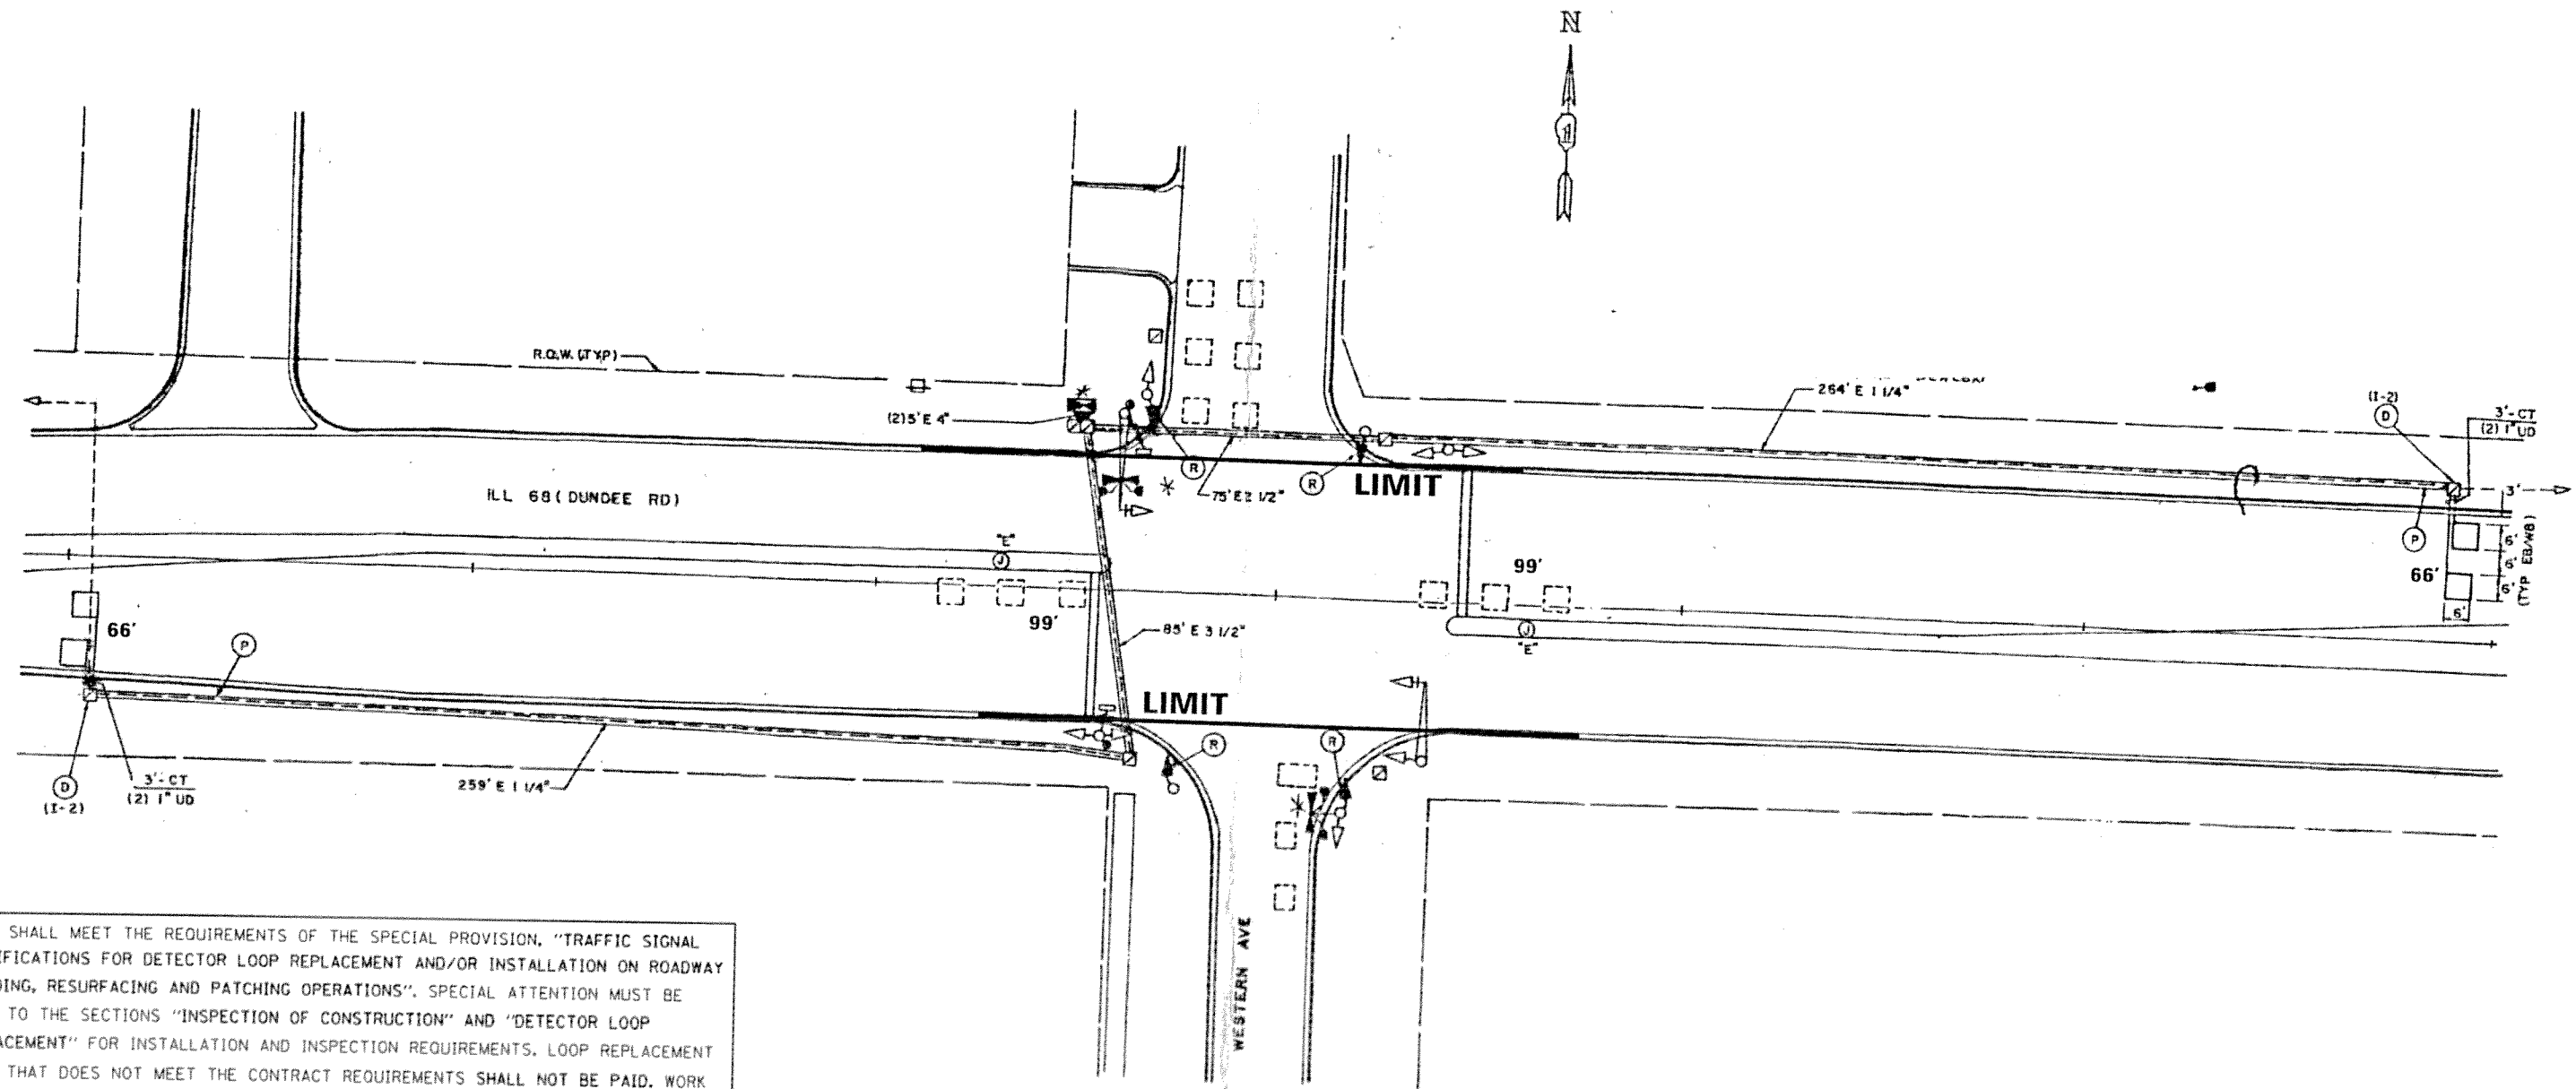 N
R.O.W. (TYP)
264' E 1 1/4"
(I-2)
D
3'-CT
(2) 1" UD
(2)5'E 4"
R
75' E 2 1/2"
R
LIMIT
ILL 68 ( DUNDEE RD)
3'
P
6'
6'
6'
(TYP EB/WB)
66'
6'
"E"
J
99'
99'
66'
P
85' E 3 1/2"
J
"E"
LIMIT
R
R
D
(I-2)
3'-CT
(2) 1" UD
259' E 1 1/4"
WESTERN AVE
SHALL MEET THE REQUIREMENTS OF THE SPECIAL PROVISION, "TRAFFIC SIGNAL
IFICATIONS FOR DETECTOR LOOP REPLACEMENT AND/OR INSTALLATION ON ROADWAY
DING, RESURFACING AND PATCHING OPERATIONS". SPECIAL ATTENTION MUST BE
TO THE SECTIONS "INSPECTION OF CONSTRUCTION" AND "DETECTOR LOOP
ACEMENT" FOR INSTALLATION AND INSPECTION REQUIREMENTS. LOOP REPLACEMENT
THAT DOES NOT MEET THE CONTRACT REQUIREMENTS SHALL NOT BE PAID. WORK